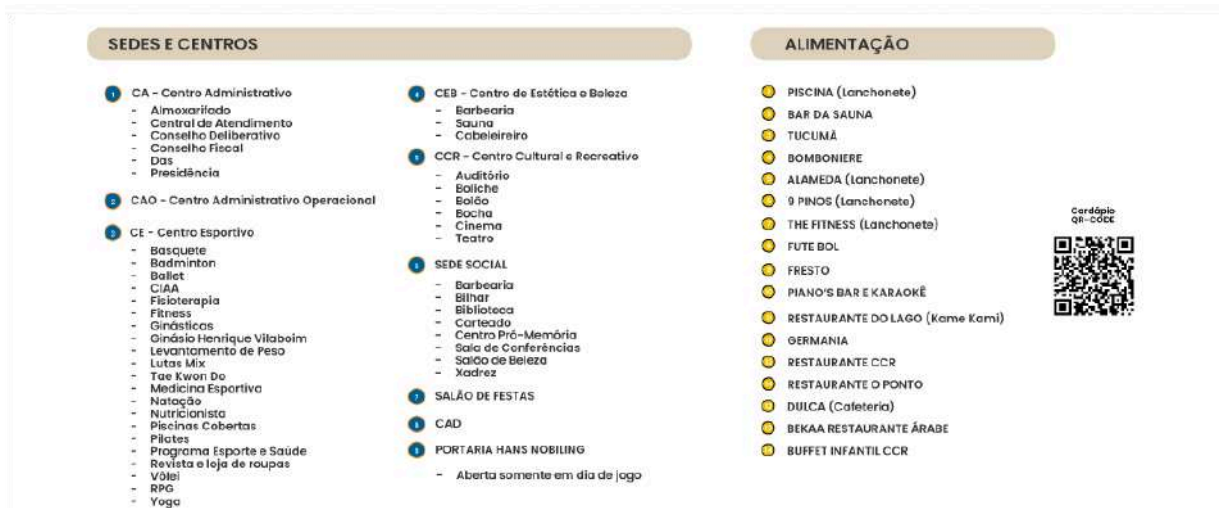 SEDES E CENTROS
1 CA - Centro Administrativo
- Almoxarifado
- Central de Atendimento
- Conselho Deliberativo
- Conselho Fiscal
- Das
- Presidência
2 CAO - Centro Administrativo Operacional
3 CE - Centro Esportivo
- Basquete
- Badminton
- Ballet
- CIAA
- Fisioterapia
- Fitness
- Ginásticas
- Ginásio Henrique Vilaboim
- Levantamento de Peso
- Lutas Mix
- Tae Kwon Do
- Medicina Esportiva
- Natação
- Nutricionista
- Piscinas Cobertas
- Pilates
- Programa Esporte e Saúde
- Revista e loja de roupas
- Vôlei
- RPG
- Yoga
4 CEB - Centro de Estética e Beleza
- Barbearia
- Sauna
- Cabeleireiro
CCR - Centro Cultural e Recreativo
- Auditório
- Boliche
- Bolão
- Bocha
- Cinema
- Teatro
SEDE SOCIAL
- Barbearia
- Bilhar
- Biblioteca
- Carteado
- Centro Pró-Memória
- Sala de Conferências
- Salão de Beleza
- Xadrez
7 SALÃO DE FESTAS
CAD
PORTARIA HANS NOBILING
- Aberta somente em dia de jogo
ALIMENTAÇÃO
PISCINA (Lanchonete)
BAR DA SAUNA
TUCUMÃ
BOMBONIERE
ALAMEDA (Lanchonete)
9 PINOS (Lanchonete)
THE FITNESS (Lanchonete)
FUTE BOL
FRESTO
PIANO'S BAR E KARAOKÊ
RESTAURANTE DO LAGO (Kame Kami)
GERMANIA
RESTAURANTE CCR
RESTAURANTE O PONTO
DULCA (Cafeteria)
BEKAA RESTAURANTE ÁRABE
BUFFET INFANTIL CCR
Cardápio
QR-CODE